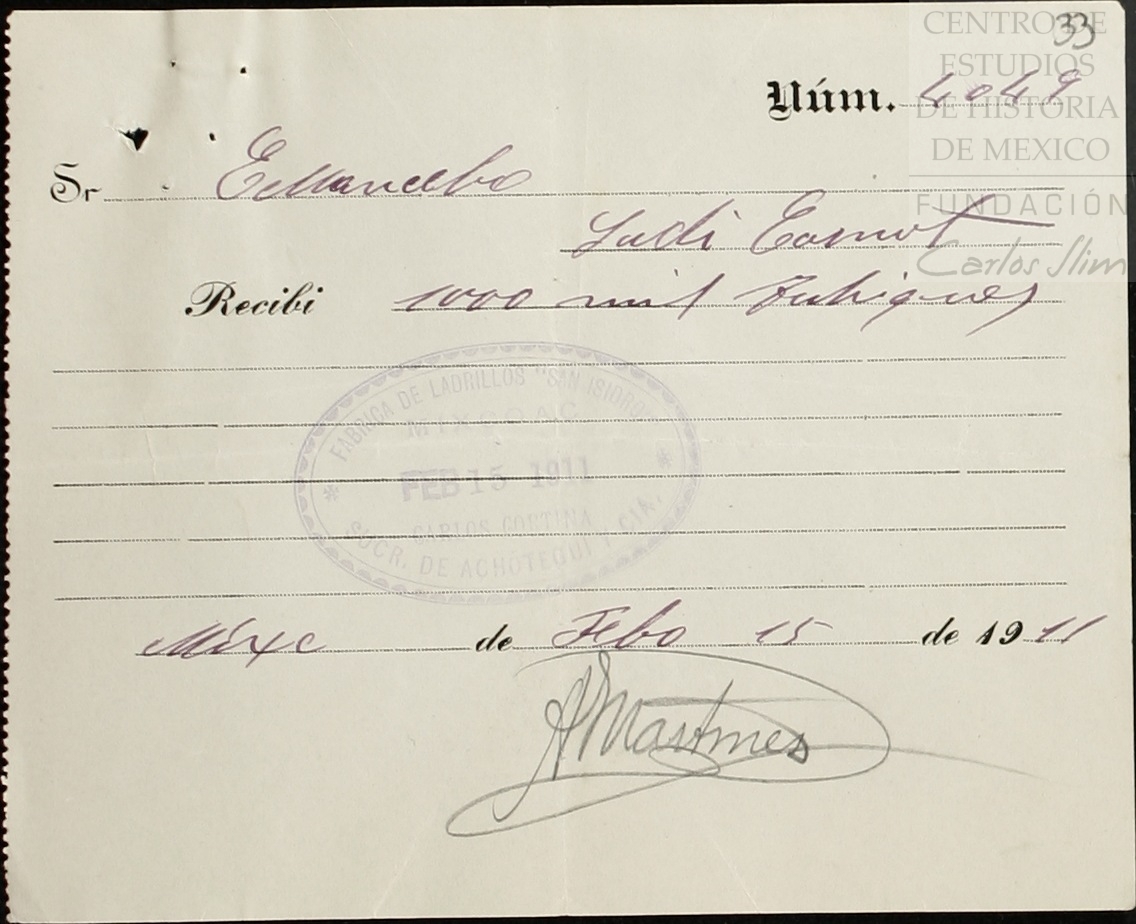 33
CENTRO DE
ESTUDIOS
DE HISTORIA
DE MEXICO
FUNDACIÓN
Carlos Slim
Núm. 4049
Sr E Mancebo
Recibi 1000 mil
FABRICA DE LADRILLOS "SAN ISIDRO"
MIXCOAC
FEB 15 1911
CARLOS CORTINA
SUCR. DE ACHOTEGUI Y CIA.
Mixc de Febo 15 de 1911
A Martines